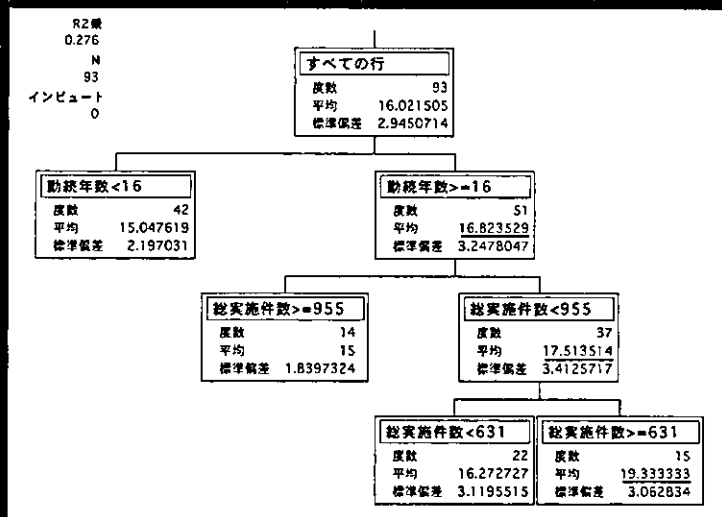 R2乗
0.276
N
93
インピュート
0
すべての行
度数 93
平均 16.021505
標準偏差 2.9450714
勤続年数<16
度数 42
平均 15.047619
標準偏差 2.197031
勤続年数>=16
度数 51
平均 16.823529
標準偏差 3.2478047
総実施件数>=955
度数 14
平均 15
標準偏差 1.8397324
総実施件数<955
度数 37
平均 17.513514
標準偏差 3.4125717
総実施件数<631
度数 22
平均 16.272727
標準偏差 3.1195515
総実施件数>=631
度数 15
平均 19.333333
標準偏差 3.062834